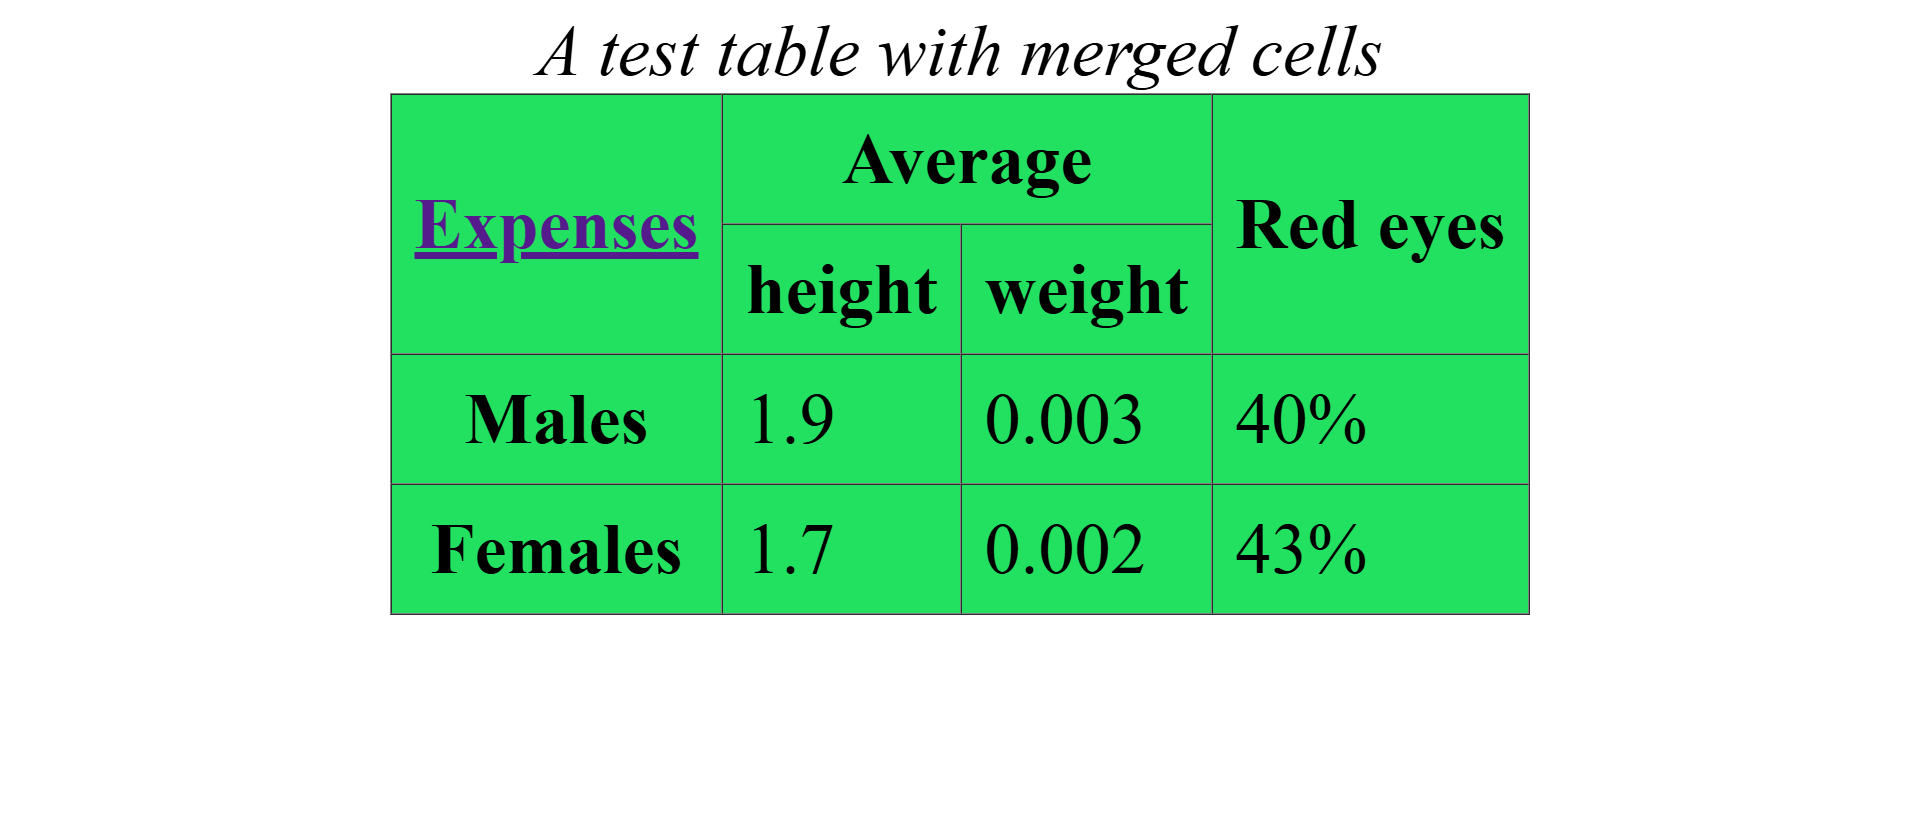 A test table with merged cells
Expenses
Average
Red eyes
height weight
Males 1.9 0.003 40%
Females 1.7 0.002 43%